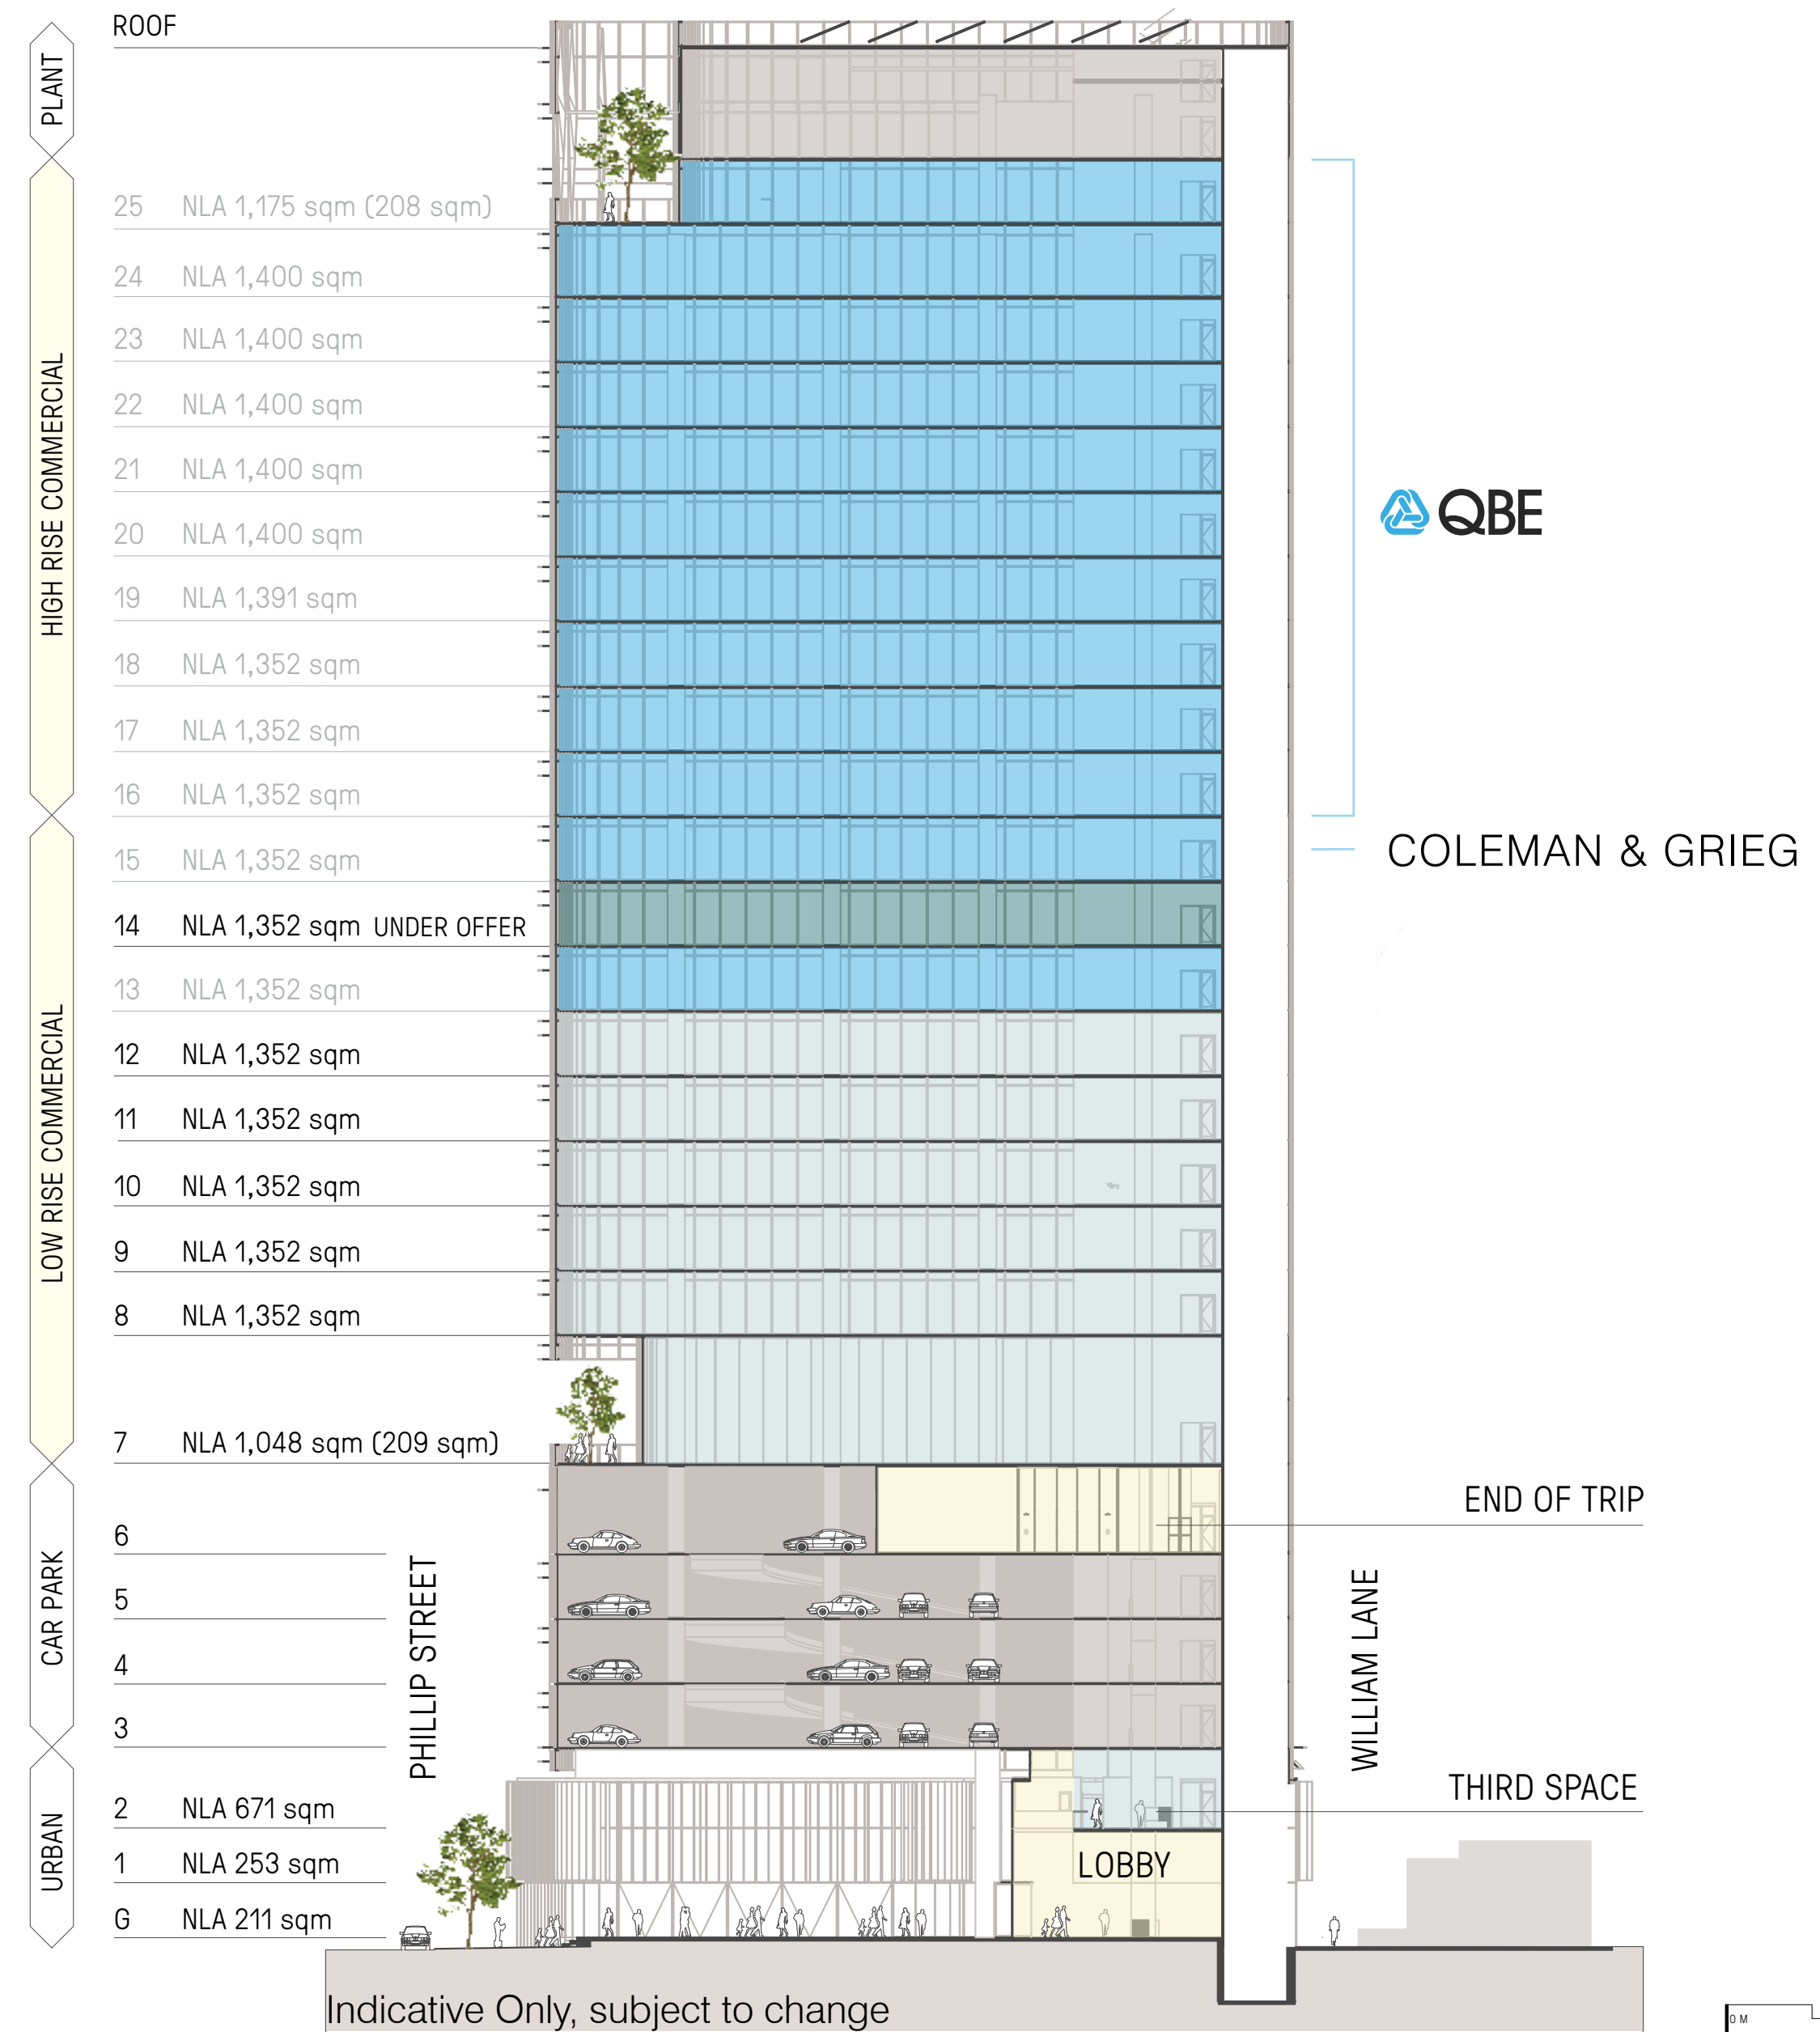 ROOF
PLANT
25 NLA 1,175 sqm (208 sqm)
24 NLA 1,400 sqm
23 NLA 1,400 sqm
22 NLA 1,400 sqm
21 NLA 1,400 sqm
20 NLA 1,400 sqm
19 NLA 1,391 sqm
18 NLA 1,352 sqm
17 NLA 1,352 sqm
16 NLA 1,352 sqm
HIGH RISE COMMERCIAL
QBE
15 NLA 1,352 sqm
COLEMAN & GRIEG
14 NLA 1,352 sqm UNDER OFFER
13 NLA 1,352 sqm
12 NLA 1,352 sqm
11 NLA 1,352 sqm
10 NLA 1,352 sqm
9 NLA 1,352 sqm
8 NLA 1,352 sqm
7 NLA 1,048 sqm (209 sqm)
LOW RISE COMMERCIAL
END OF TRIP
6
5
4
3
CAR PARK
PHILLIP STREET
WILLIAM LANE
THIRD SPACE
2 NLA 671 sqm
1 NLA 253 sqm
LOBBY
G NLA 211 sqm
URBAN
Indicative Only, subject to change
0 M